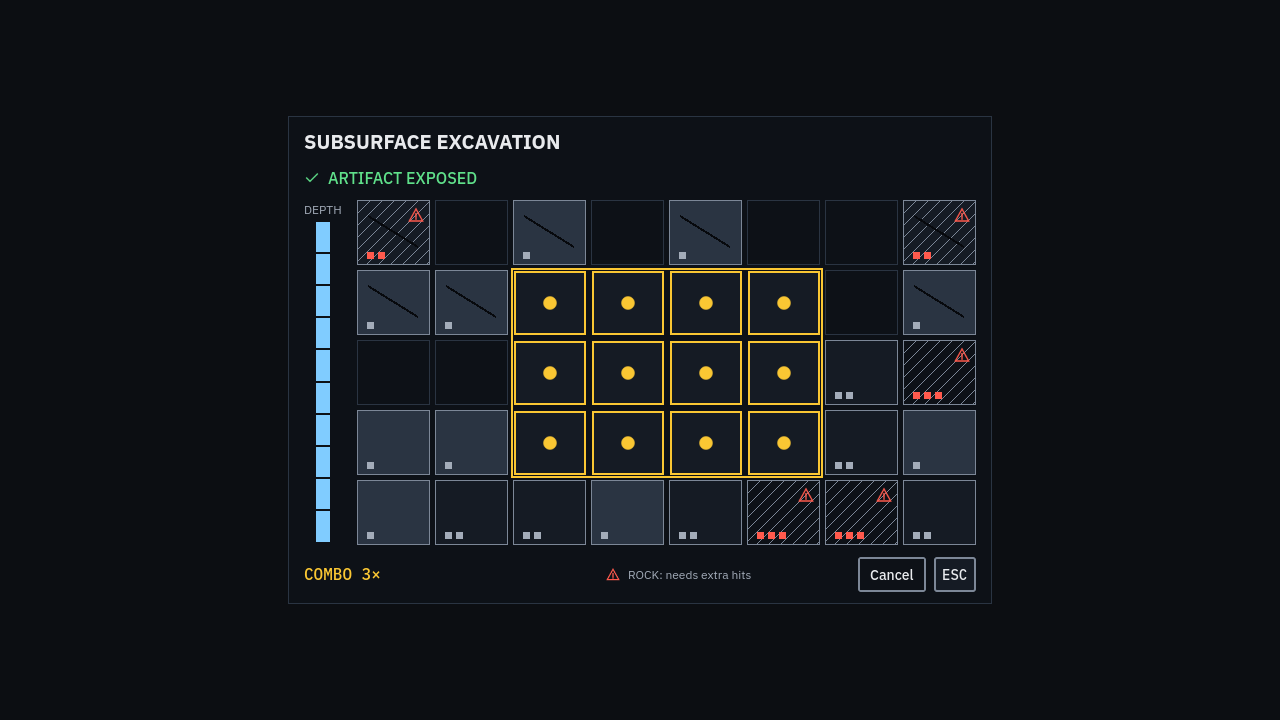 SUBSURFACE EXCAVATION
ARTIFACT EXPOSED
DEPTH
COMBO 3×
ROCK: needs extra hits
Cancel
ESC